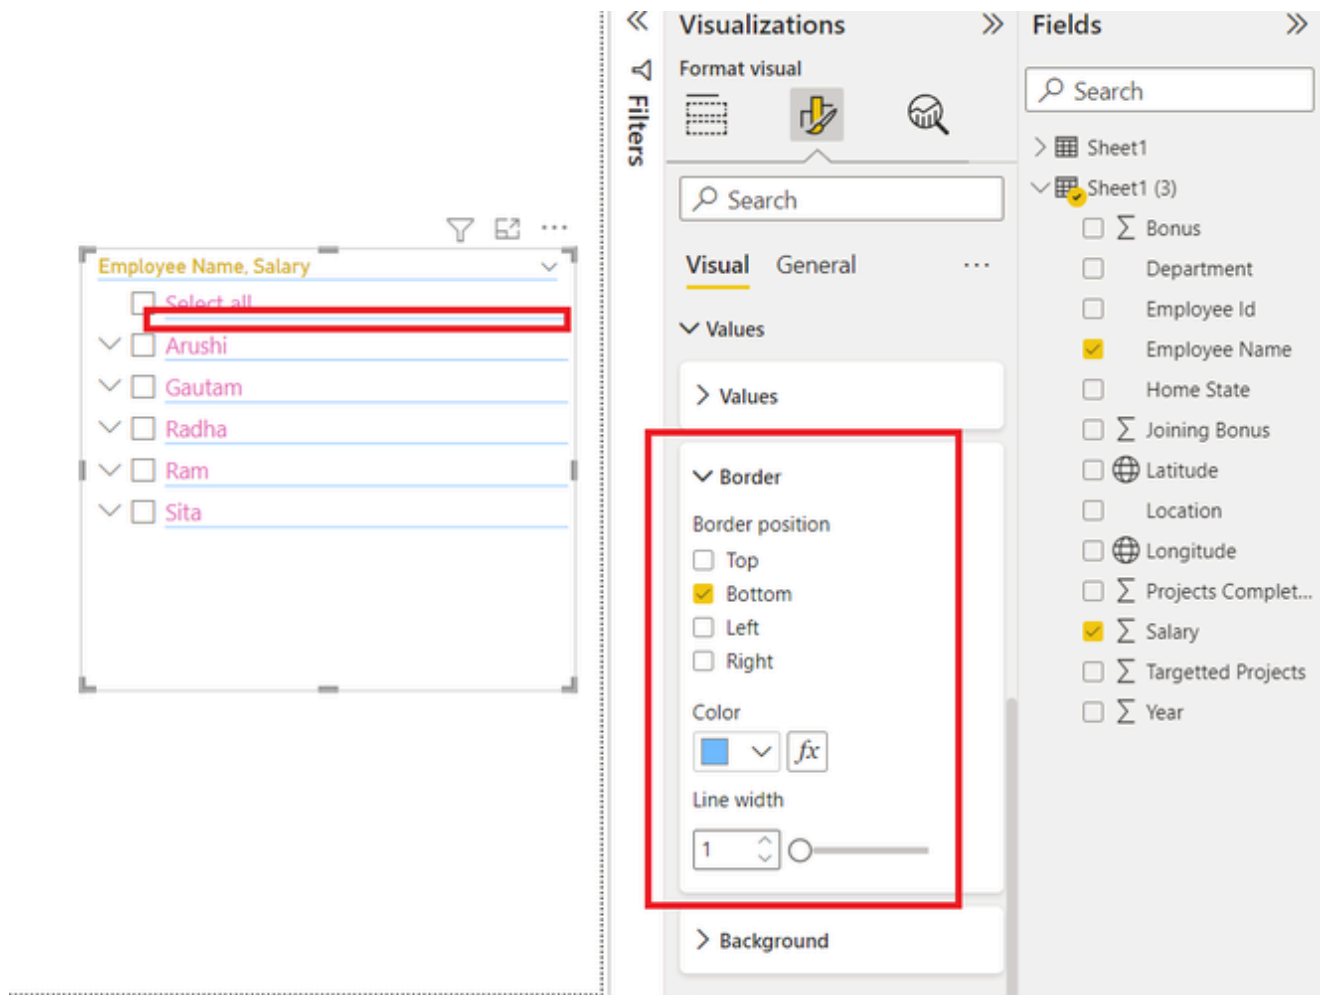 Employee Name, Salary
Select all
Arushi
Gautam
Radha
Ram
Sita
Filters
Visualizations
Format visual
Search
Visual General
Values
Values
Border
Border position
Top
Bottom
Left
Right
Color
fx
Line width
1
Background
Fields
Search
Sheet1
Sheet1 (3)
Σ Bonus
Department
Employee Id
Employee Name
Home State
Σ Joining Bonus
Latitude
Location
Longitude
Σ Projects Complet...
Σ Salary
Σ Targetted Projects
Σ Year